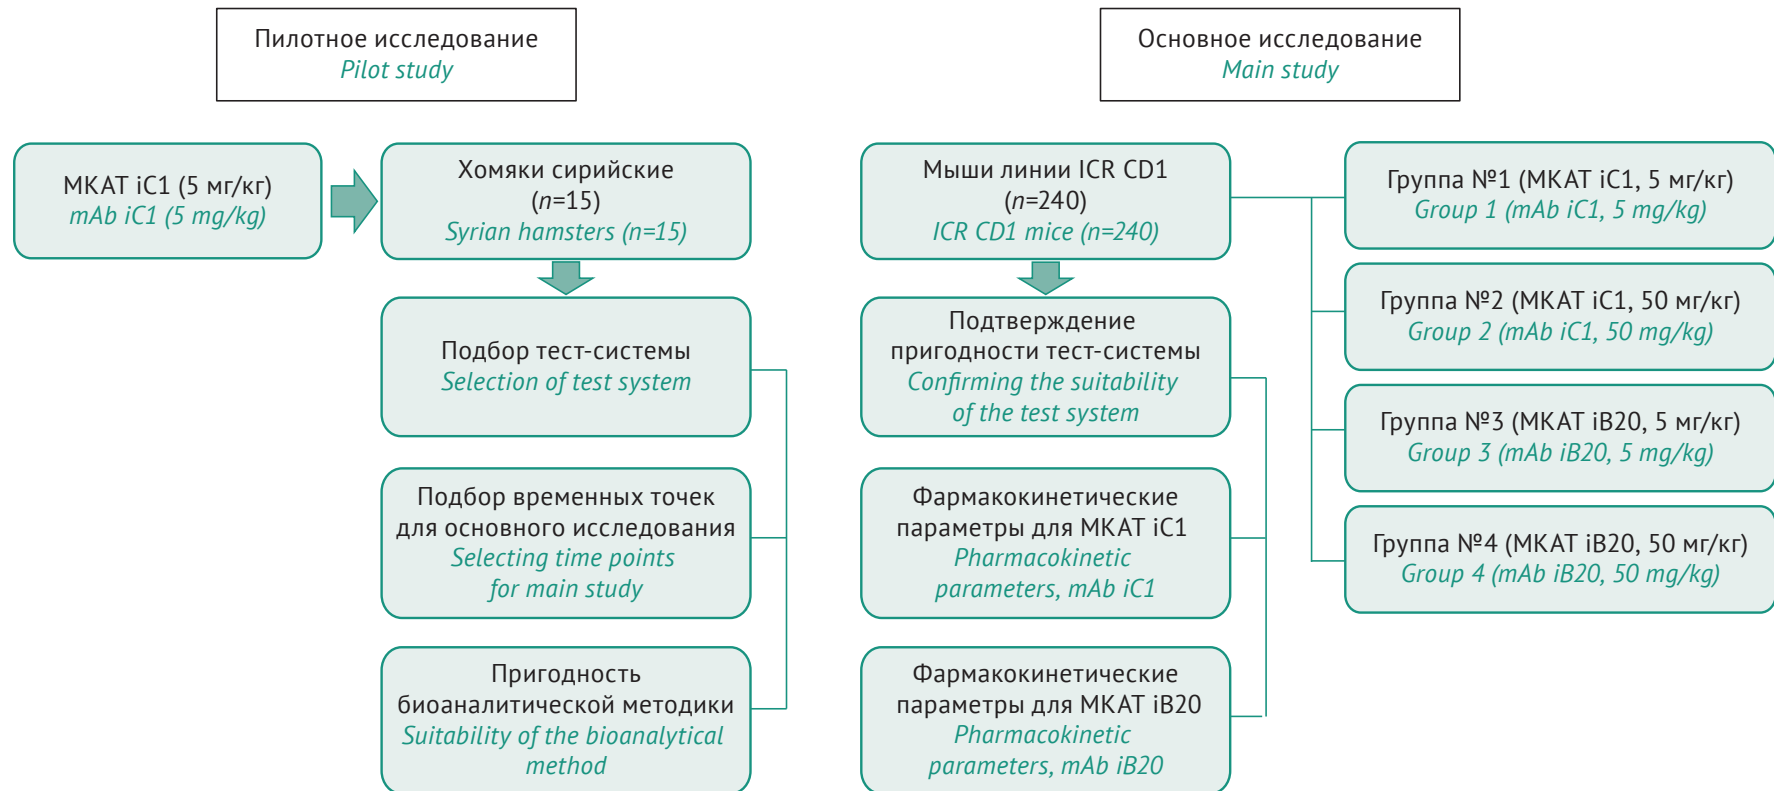 Пилотное исследование
Pilot study
МКАТ iC1 (5 мг/кг)
mAb iC1 (5 mg/kg)
Хомяки сирийские
(n=15)
Syrian hamsters (n=15)
Подбор тест-системы
Selection of test system
Подбор временных точек
для основного исследования
Selecting time points
for main study
Пригодность
биоаналитической методики
Suitability of the bioanalytical
method
Основное исследование
Main study
Мыши линии ICR CD1
(n=240)
ICR CD1 mice (n=240)
Подтверждение
пригодности тест-системы
Confirming the suitability
of the test system
Фармакокинетические
параметры для МКАТ iC1
Pharmacokinetic
parameters, mAb iC1
Фармакокинетические
параметры для МКАТ iB20
Pharmacokinetic
parameters, mAb iB20
Группа №1 (МКАТ iC1, 5 мг/кг)
Group 1 (mAb iC1, 5 mg/kg)
Группа №2 (МКАТ iC1, 50 мг/кг)
Group 2 (mAb iC1, 50 mg/kg)
Группа №3 (МКАТ iB20, 5 мг/кг)
Group 3 (mAb iB20, 5 mg/kg)
Группа №4 (МКАТ iB20, 50 мг/кг)
Group 4 (mAb iB20, 50 mg/kg)